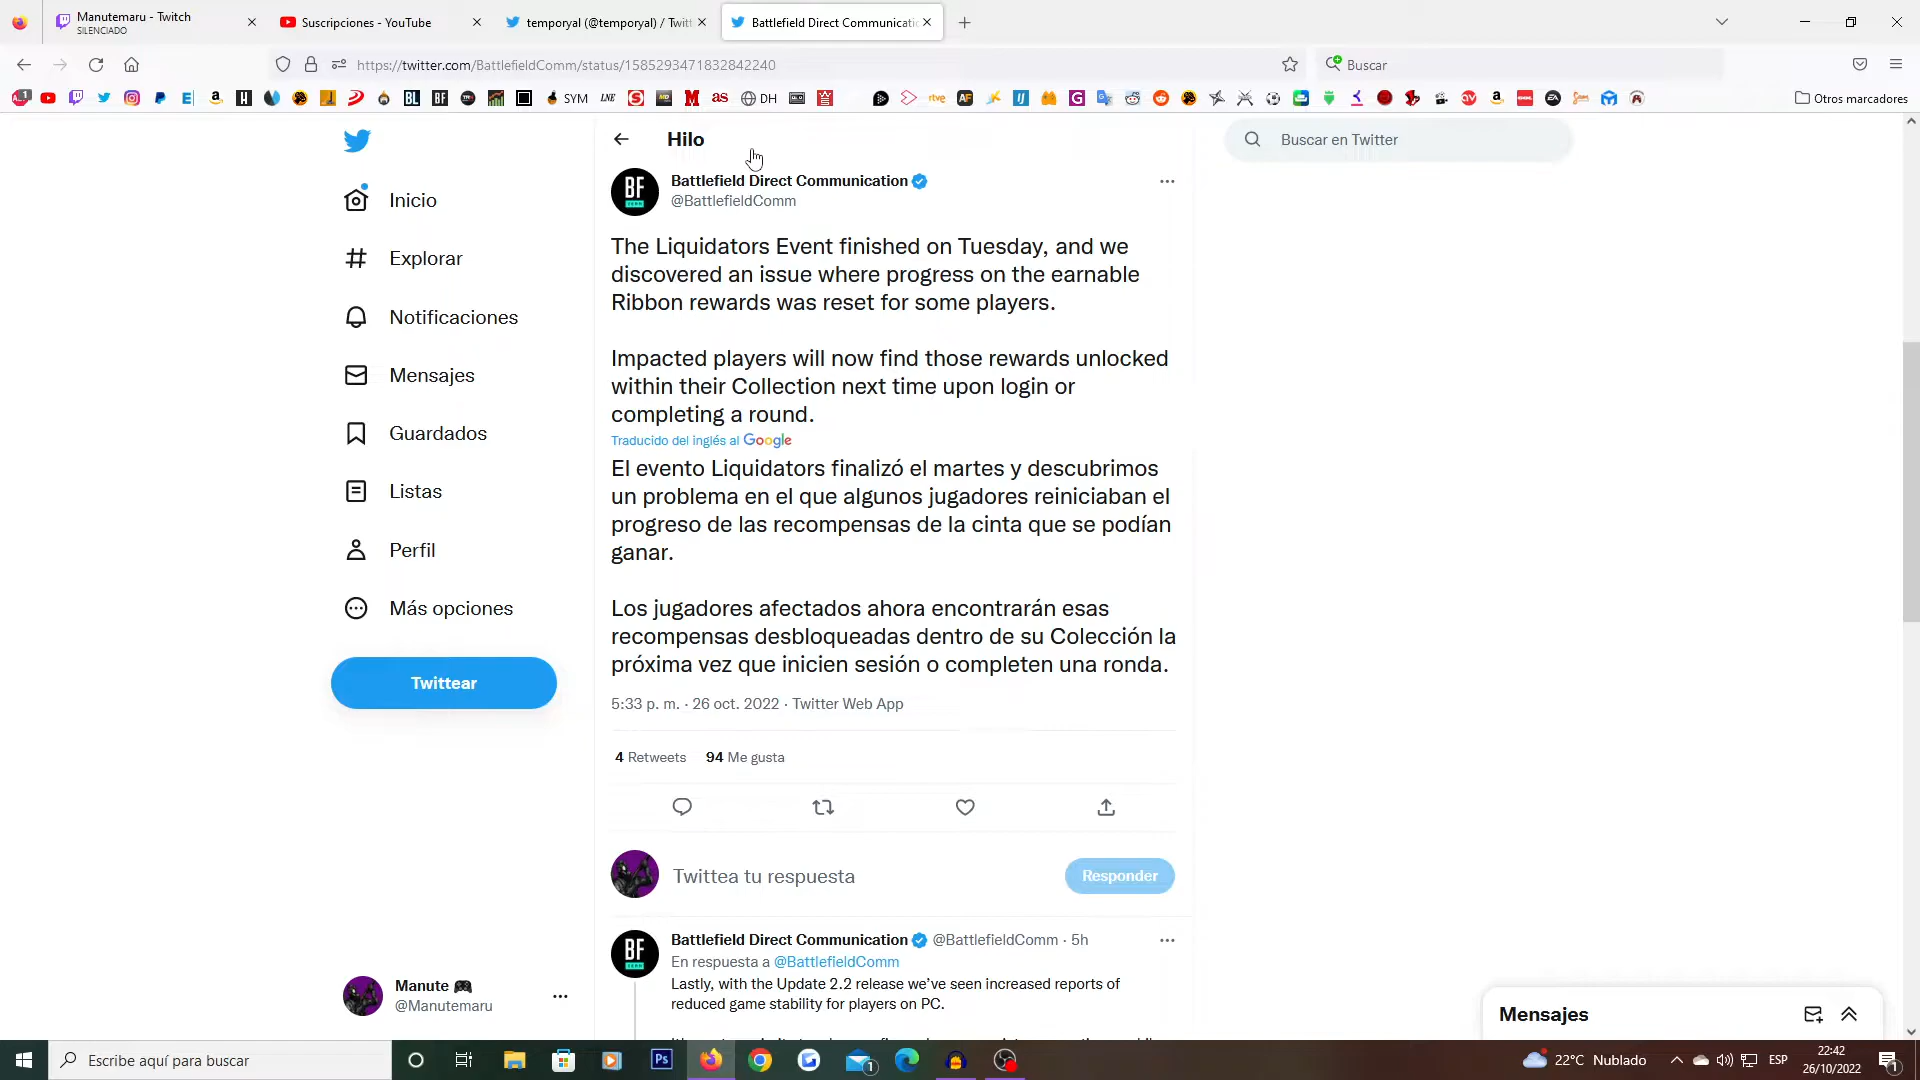 Manutemaru - Twitch
SILENCIADO
Suscripciones - YouTube
temporyal (@temporyal) / Twitt
Battlefield Direct Communicatio
https://twitter.com/BattlefieldComm/status/1585293471832842240
Buscar
SYM
LNE
as
DH
rtve
Otros marcadores
Hilo
Buscar en Twitter
Inicio
Explorar
Notificaciones
Mensajes
Guardados
Listas
Perfil
Más opciones
Twittear
Manute
@Manutemaru
BF
Battlefield Direct Communication
@BattlefieldComm
The Liquidators Event finished on Tuesday, and we
discovered an issue where progress on the earnable
Ribbon rewards was reset for some players.
Impacted players will now find those rewards unlocked
within their Collection next time upon login or
completing a round.
Traducido del inglés al Google
El evento Liquidators finalizó el martes y descubrimos
un problema en el que algunos jugadores reiniciaban el
progreso de las recompensas de la cinta que se podían
ganar.
Los jugadores afectados ahora encontrarán esas
recompensas desbloqueadas dentro de su Colección la
próxima vez que inicien sesión o completen una ronda.
5:33 p. m. · 26 oct. 2022 · Twitter Web App
4 Retweets 94 Me gusta
Twittea tu respuesta
Responder
BF
Battlefield Direct Communication @BattlefieldComm · 5h
En respuesta a @BattlefieldComm
Lastly, with the Update 2.2 release we've seen increased reports of
reduced game stability for players on PC.
Mensajes
Escribe aquí para buscar
Ps
1
22°C Nublado
ESP
22:42
26/10/2022
1